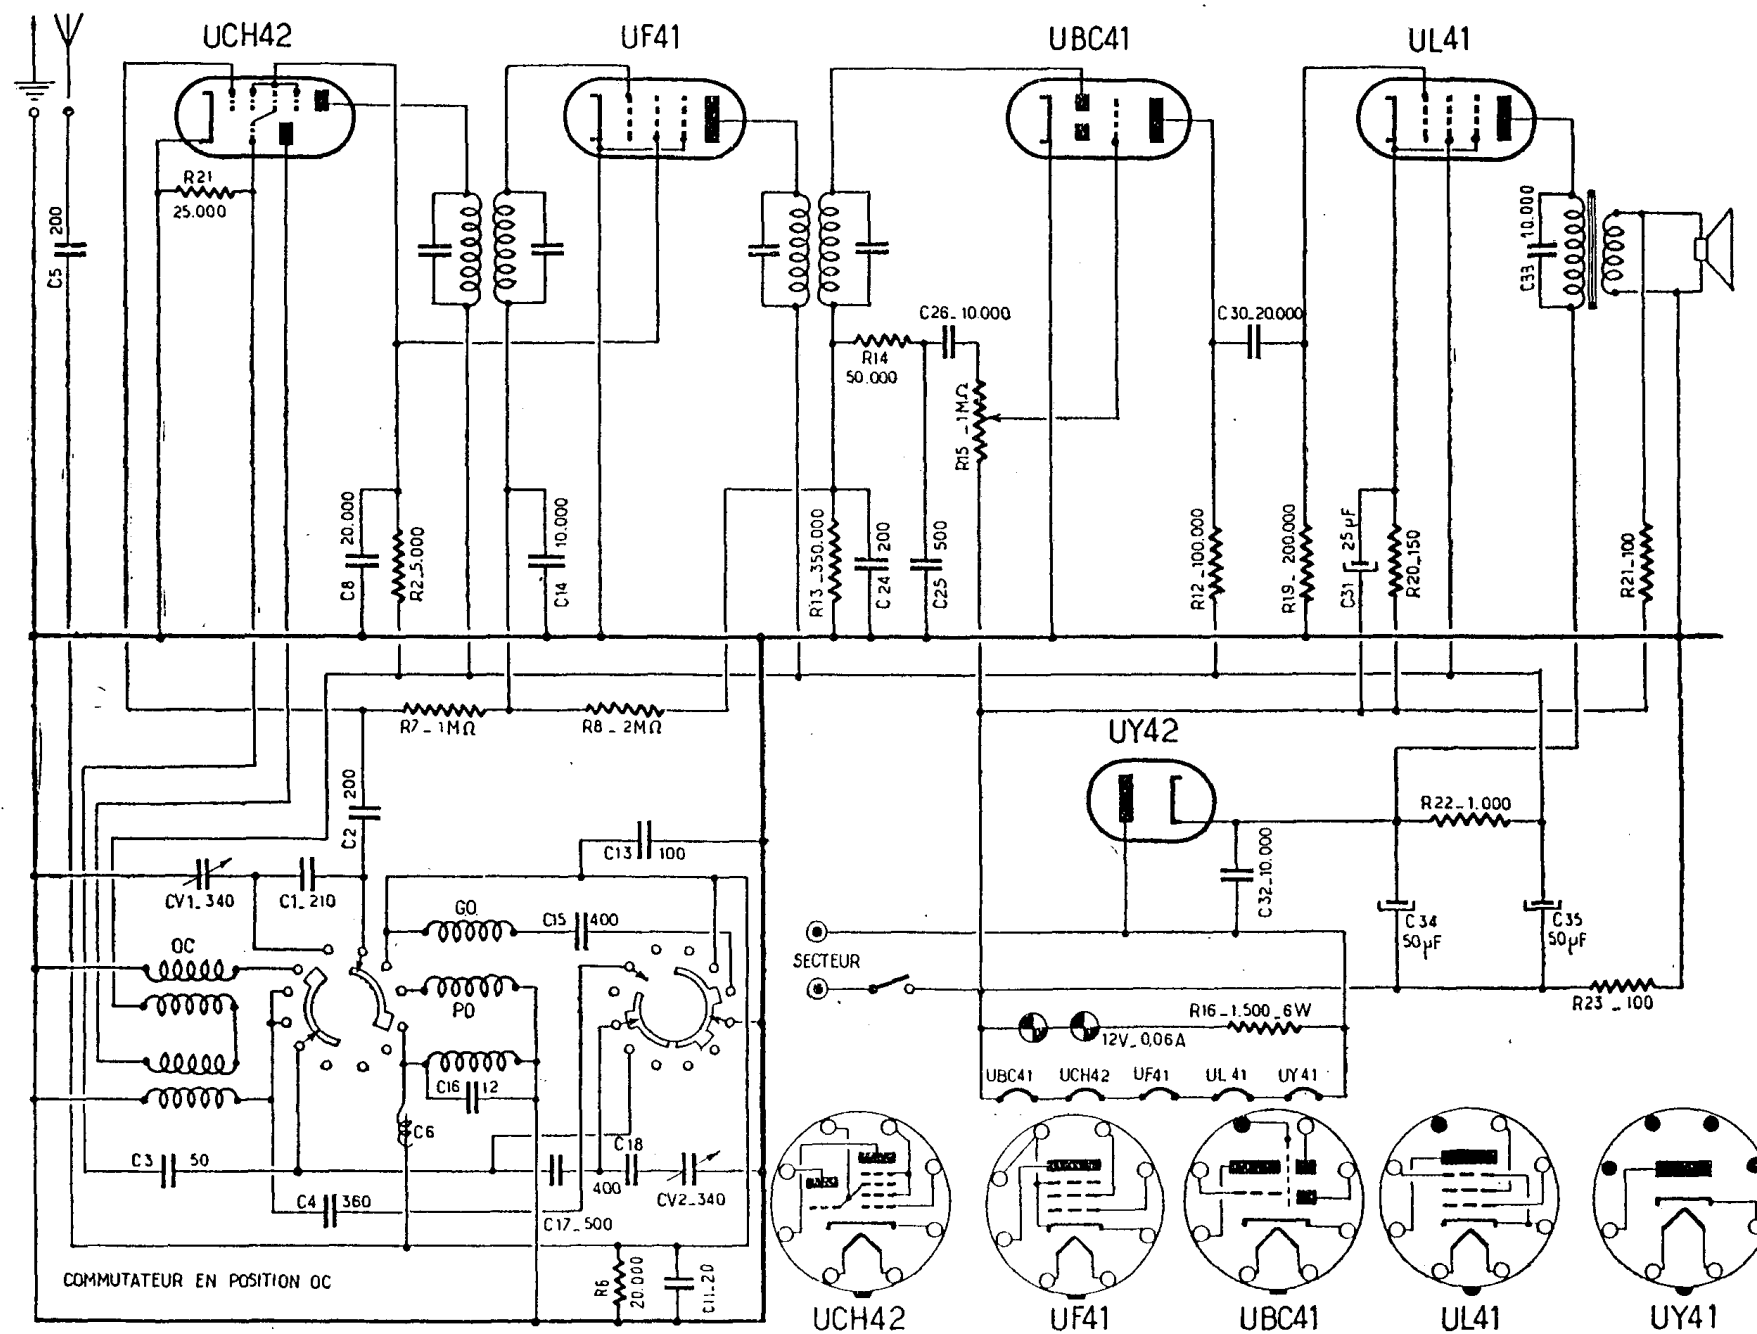 UCH42
UF41
UBC41
UL41
R21
25.000
C5
200
C33
10.000
C26_10.000
C30_20.000
R14
50.000
R15_1MΩ
C8
20.000
R2_5.000
C14
10.000
R13_350.000
C24
200
C25
500
R12_100.000
R19_200.000
C31
25µF
R20_150
R21_100
R7_1MΩ
R8_2MΩ
UY42
C2
200
C13
100
R22_1.000
CV1_340
C1_210
C32_10.000
GO
C15
400
C34
50µF
C35
50µF
OC
SECTEUR
PO
R23_100
R16_1.500_6W
12V_0,06A
C16
12
UBC41
UCH42
UF41
UL41
UY41
C6
C3
50
C18
400
CV2_340
C4
360
C17_500
COMMUTATEUR EN POSITION OC
R6
20.000
C11_20
UCH42
UF41
UBC41
UL41
UY41